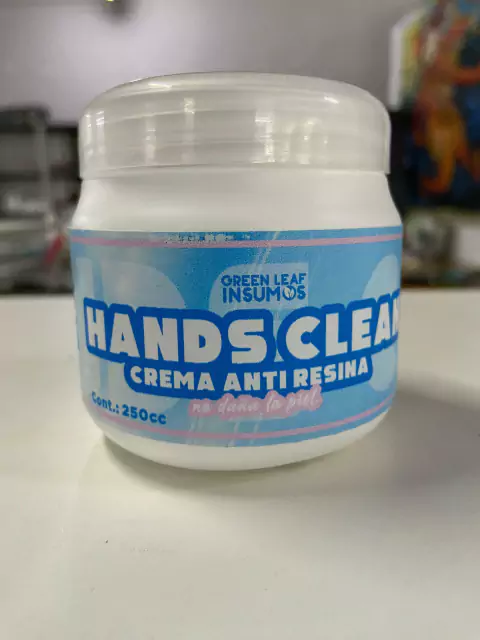 GREEN LEAF
INSUMOS
HANDS CLEAN
CREMA ANTI RESINA
no daña la piel
Cont.: 250cc